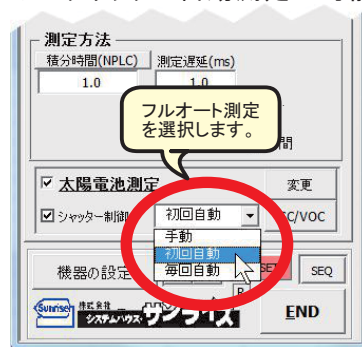 測定方法
積分時間(NPLC)
測定遅延(ms)
1.0
1.0
フルオート測定
を選択します。
間
太陽電池測定
変更
シャッター制御
初回自動
SC/VOC
手動
初回自動
毎回自動
機器の設定
SEQ
Sunrise
株式会社
システムハウス サンライズ
END